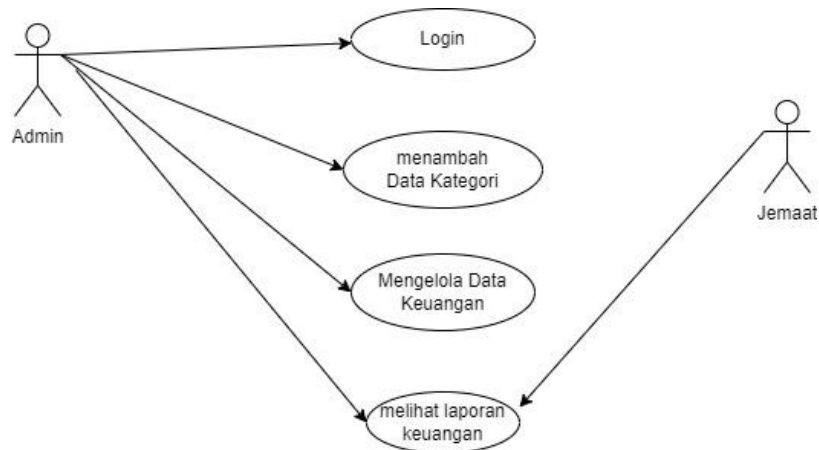 Login
Admin
menambah
Data Kategori
Jemaat
Mengelola Data
Keuangan
melihat laporan
keuangan